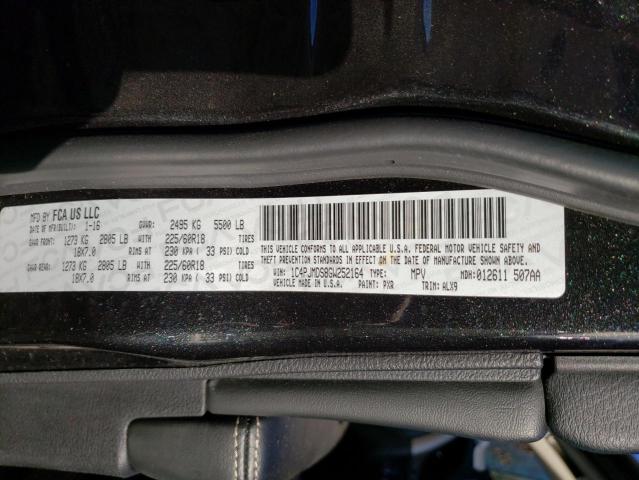 MFD BY FCA US LLC
DATE OF MFR(BUILT): 1-16 GVWR: 2495 KG 5500 LB
GAWR FRONT: 1273 KG 2805 LB 225/60R18 TIRES
18X7.0 RIMS AT 230 KPA ( 33 PSI) COLD
GAWR REAR: 1273 KG 2805 LB 225/60R18 TIRES
18X7.0 RIMS AT 230 KPA ( 33 PSI) COLD
THIS VEHICLE CONFORMS TO ALL APPLICABLE U.S.A. FEDERAL MOTOR VEHICLE SAFETY AND
THEFT PREVENTION STANDARDS IN EFFECT ON THE DATE OF MANUFACTURE SHOWN ABOVE.
VIN: 1C4PJMDS8GW252164 TYPE: MPV MDH: 012611 507AA
VEHICLE MADE IN U.S.A. PAINT: PXR TRIM: ALX9